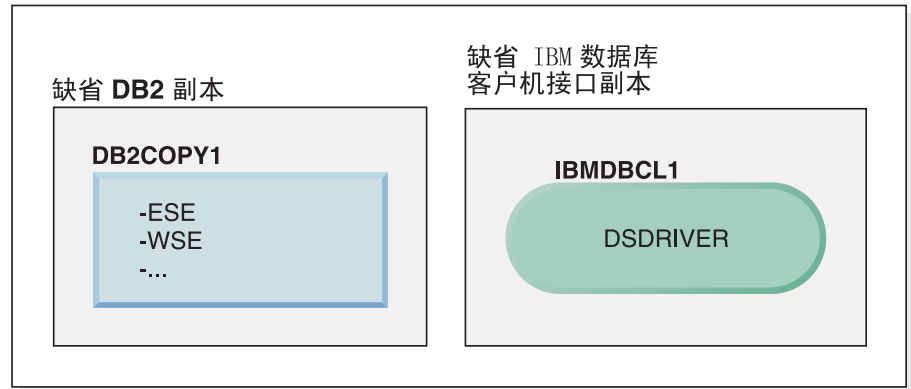 缺省 DB2 副本
DB2COPY1
-ESE
-WSE
-...
缺省 IBM 数据库
客户机接口副本
IBMDBCL1
DSDRIVER